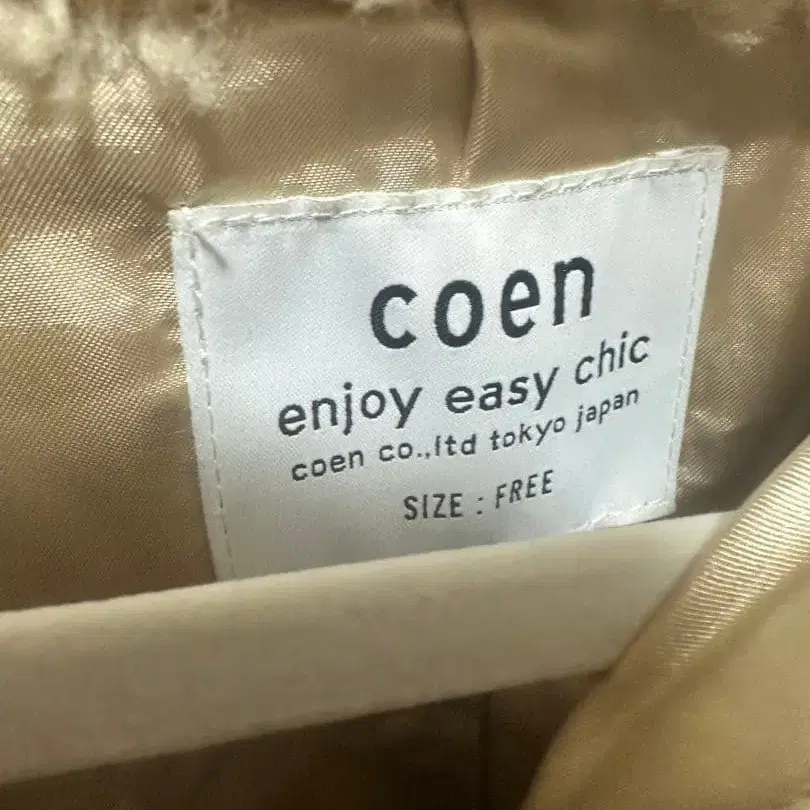 coen
enjoy easy chic
coen co.,ltd tokyo japan
SIZE : FREE